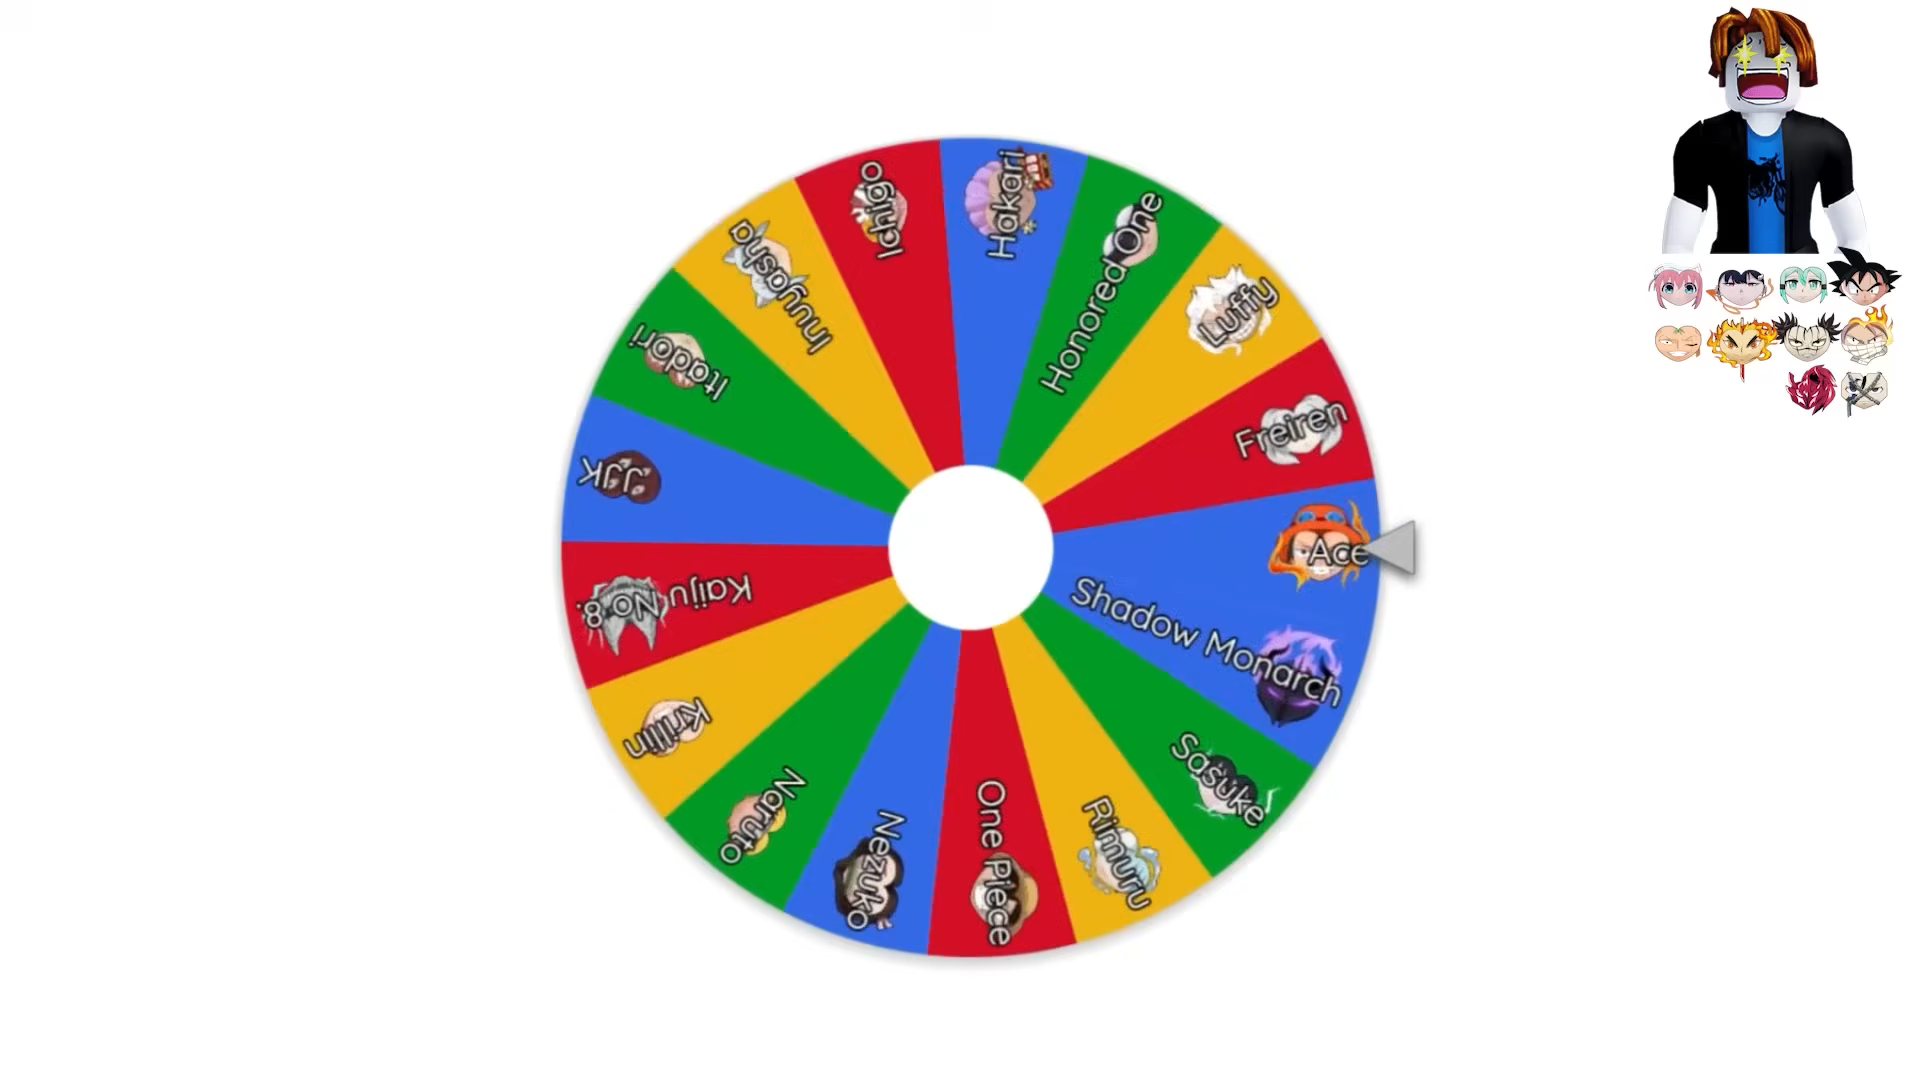 Hakari
Honored One
Luffy
Freiren
Ace
Shadow Monarch
Sasuke
Rimuru
One Piece
Nezuko
Naruto
Krillin
Kaiju No.8.
JJK
Itadori
Inuyasha
Ichigo